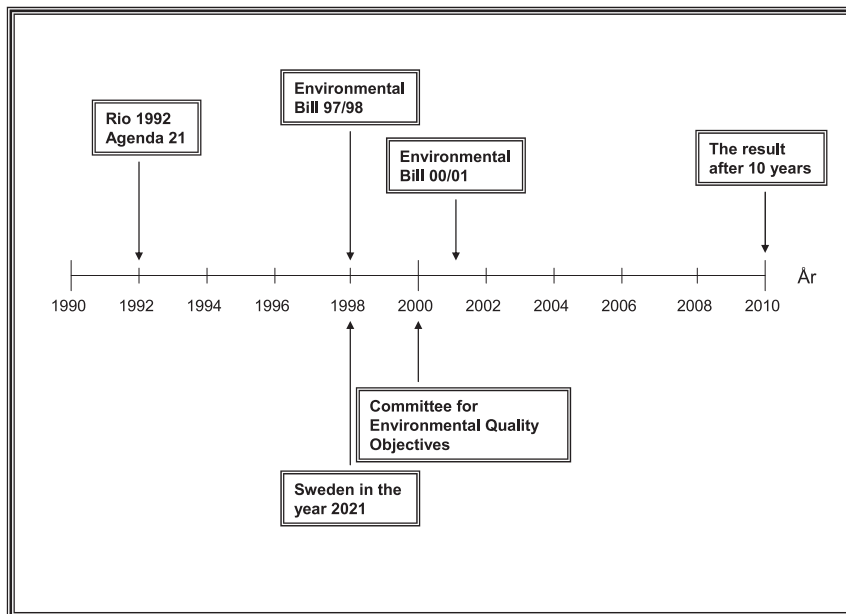 Environmental
Bill 97/98
Rio 1992
Agenda 21
Environmental
Bill 00/01
The result
after 10 years
År
1990 1992 1994 1996 1998 2000 2002 2004 2006 2008 2010
Committee for
Environmental Quality
Objectives
Sweden in the
year 2021